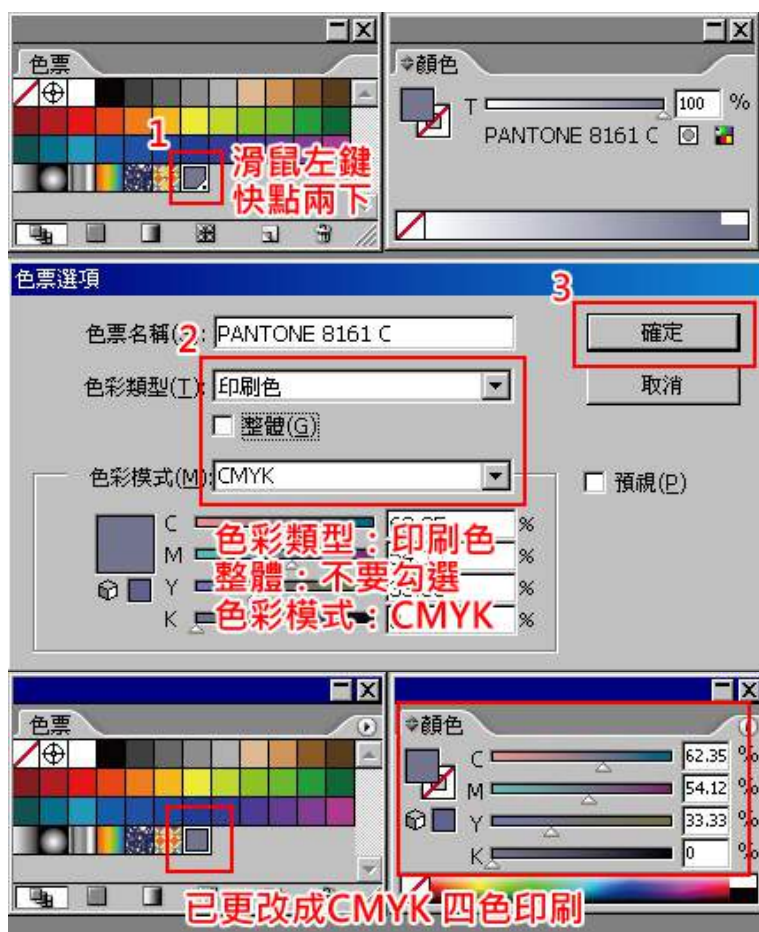 色票
顏色
T 100 %
PANTONE 8161 C
1
滑鼠左鍵
快點兩下
色票選項
3
色票名稱( ): PANTONE 8161 C
確定
2
色彩類型(T): 印刷色
取消
整體(G)
色彩模式(M): CMYK
預視(P)
C %
M
Y %
K %
色彩類型：印刷色
整體：不要勾選
色彩模式：CMYK
色票
顏色
C 62.35 %
M 54.12 %
Y 33.33 %
K 0 %
已更改成CMYK 四色印刷